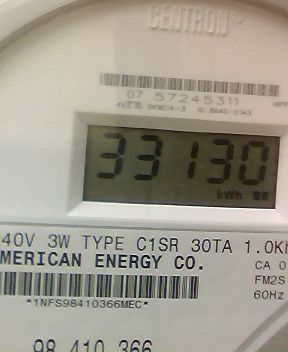 CENTRON®
07 57245311
33130
kWh
40V 3W TYPE C1SR 30TA 1.0Kh
MERICAN ENERGY CO.
CA 0
FM2S
*1NFS98410366MEC*
60Hz
98 410 366